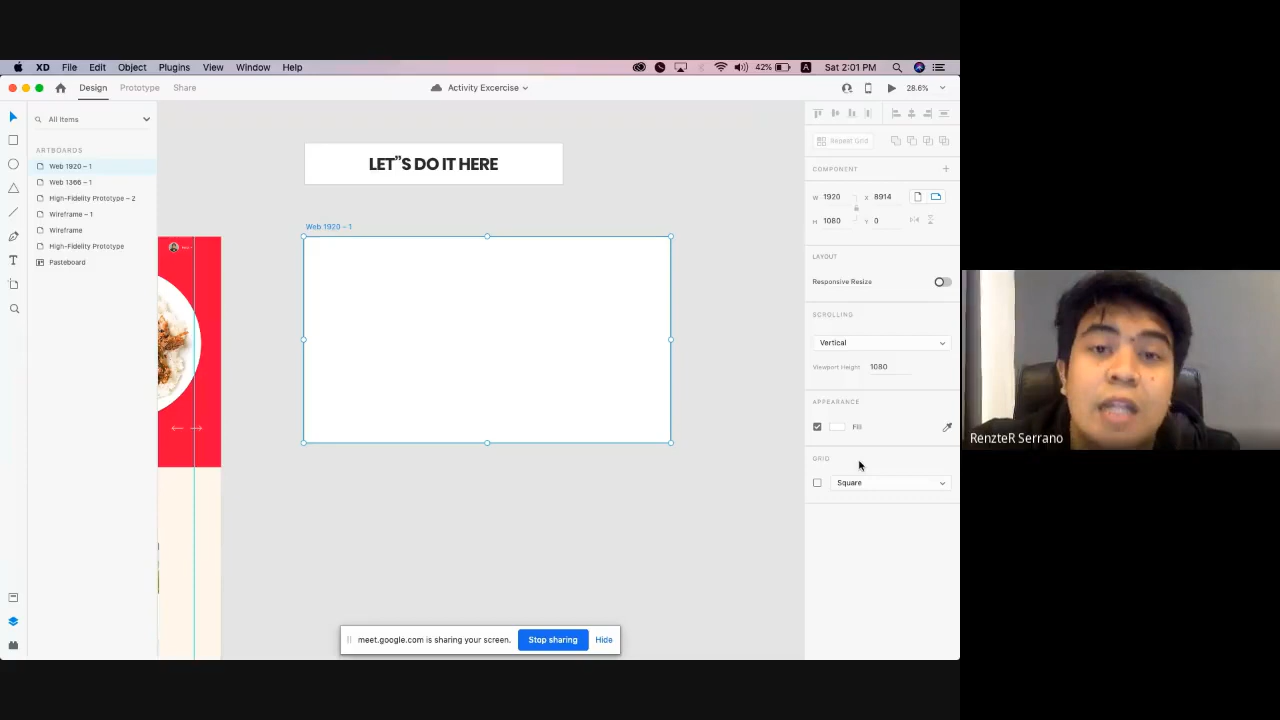 XD File Edit Object Plugins View Window Help
42% Sat 2:01 PM
Design Prototype Share
Activity Excercise
28.6%
All Items
ARTBOARDS
Web 1920 – 1
Web 1366 – 1
High-Fidelity Prototype – 2
Wireframe – 1
Wireframe
High-Fidelity Prototype
Pasteboard
LET”S DO IT HERE
Web 1920 – 1
Repeat Grid
COMPONENT
W 1920 X 8914
H 1080 Y 0
LAYOUT
Responsive Resize
SCROLLING
Vertical
Viewport Height 1080
APPEARANCE
Fill
GRID
Square
RenzteR Serrano
meet.google.com is sharing your screen. Stop sharing Hide